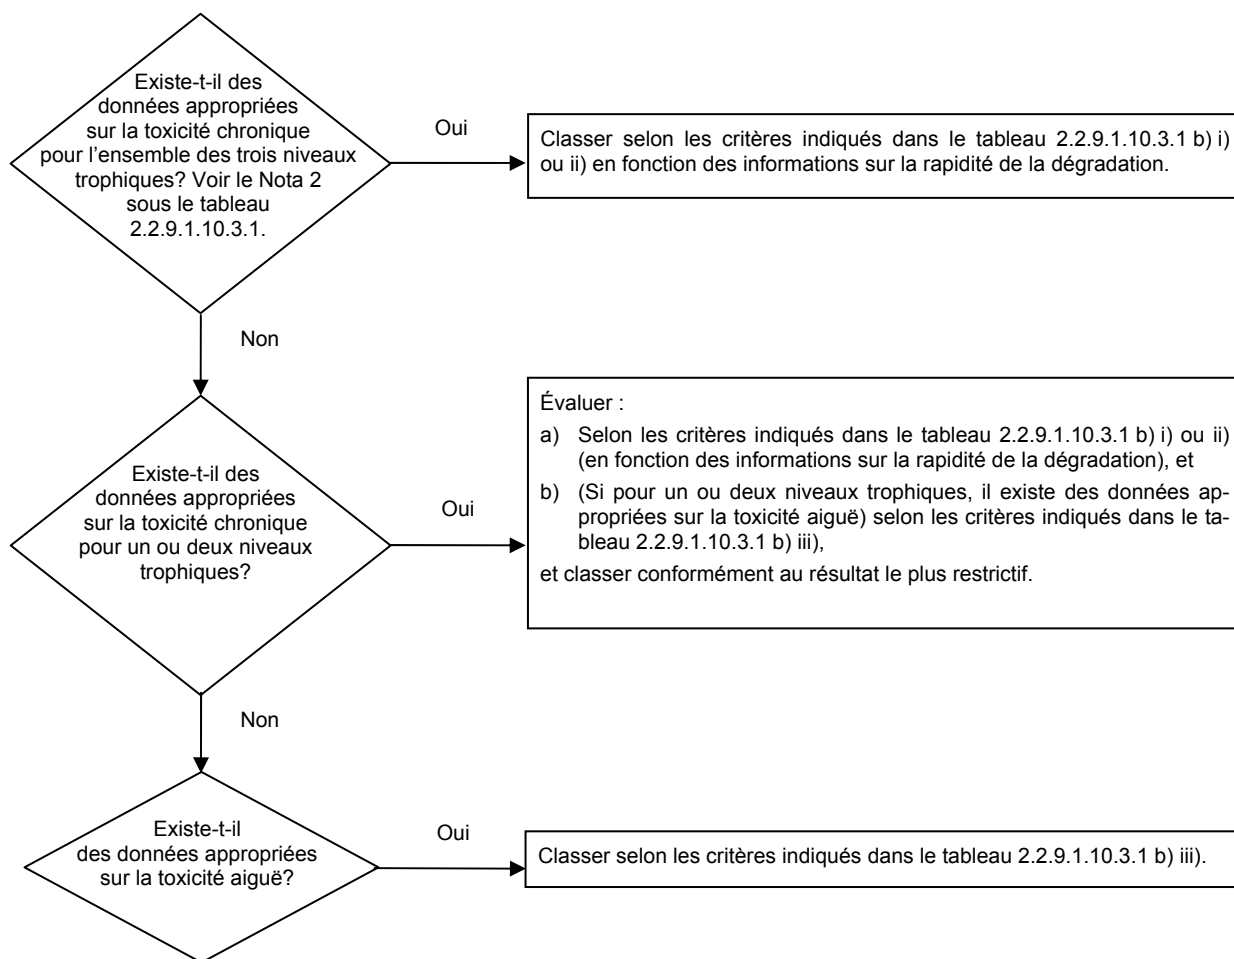 Existe-t-il des
données appropriées
sur la toxicité chronique
pour l'ensemble des trois niveaux
trophiques? Voir le Nota 2
sous le tableau
2.2.9.1.10.3.1.
Oui
Classer selon les critères indiqués dans le tableau 2.2.9.1.10.3.1 b) i)
ou ii) en fonction des informations sur la rapidité de la dégradation.
Non
Existe-t-il des
données appropriées
sur la toxicité chronique
pour un ou deux niveaux
trophiques?
Oui
Évaluer :
a) Selon les critères indiqués dans le tableau 2.2.9.1.10.3.1 b) i) ou ii)
(en fonction des informations sur la rapidité de la dégradation), et
b) (Si pour un ou deux niveaux trophiques, il existe des données ap-
propriées sur la toxicité aiguë) selon les critères indiqués dans le ta-
bleau 2.2.9.1.10.3.1 b) iii),
et classer conformément au résultat le plus restrictif.
Non
Existe-t-il
des données appropriées
sur la toxicité aiguë?
Oui
Classer selon les critères indiqués dans le tableau 2.2.9.1.10.3.1 b) iii).